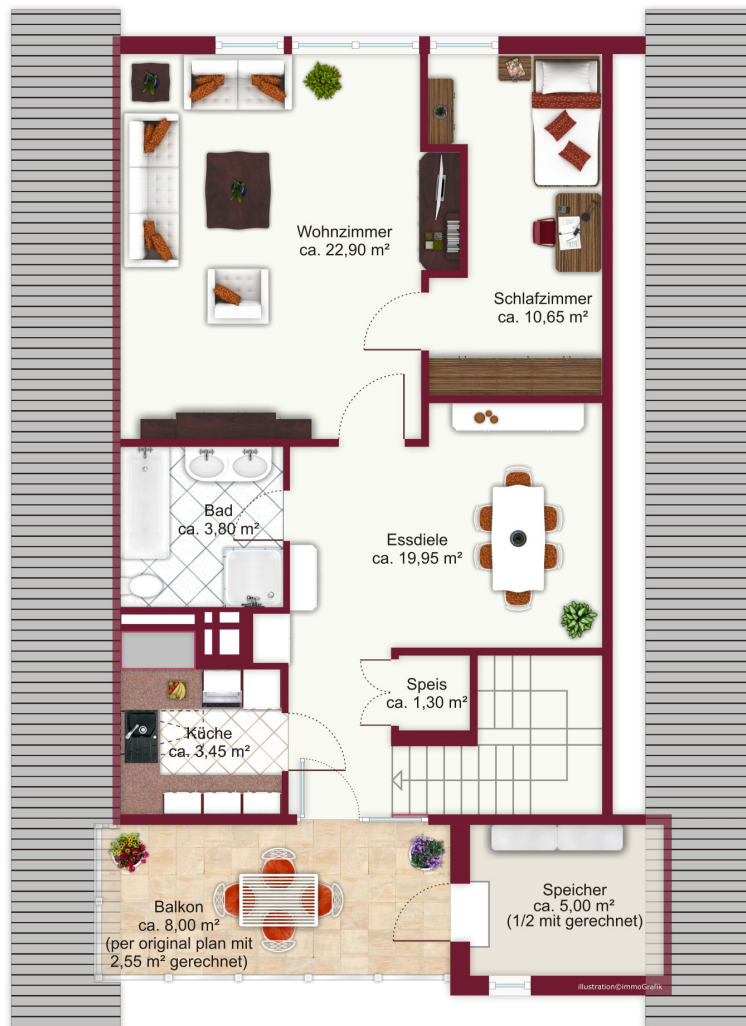 Wohnzimmer
ca. 22,90 m²
Schlafzimmer
ca. 10,65 m²
Bad
ca. 3,80 m²
Essdiele
ca. 19,95 m²
Speis
ca. 1,30 m²
Küche
ca. 3,45 m²
Balkon
ca. 8,00 m²
(per original plan mit
2,55 m² gerechnet)
Speicher
ca. 5,00 m²
(1/2 mit gerechnet)
illustration©immoGrafik